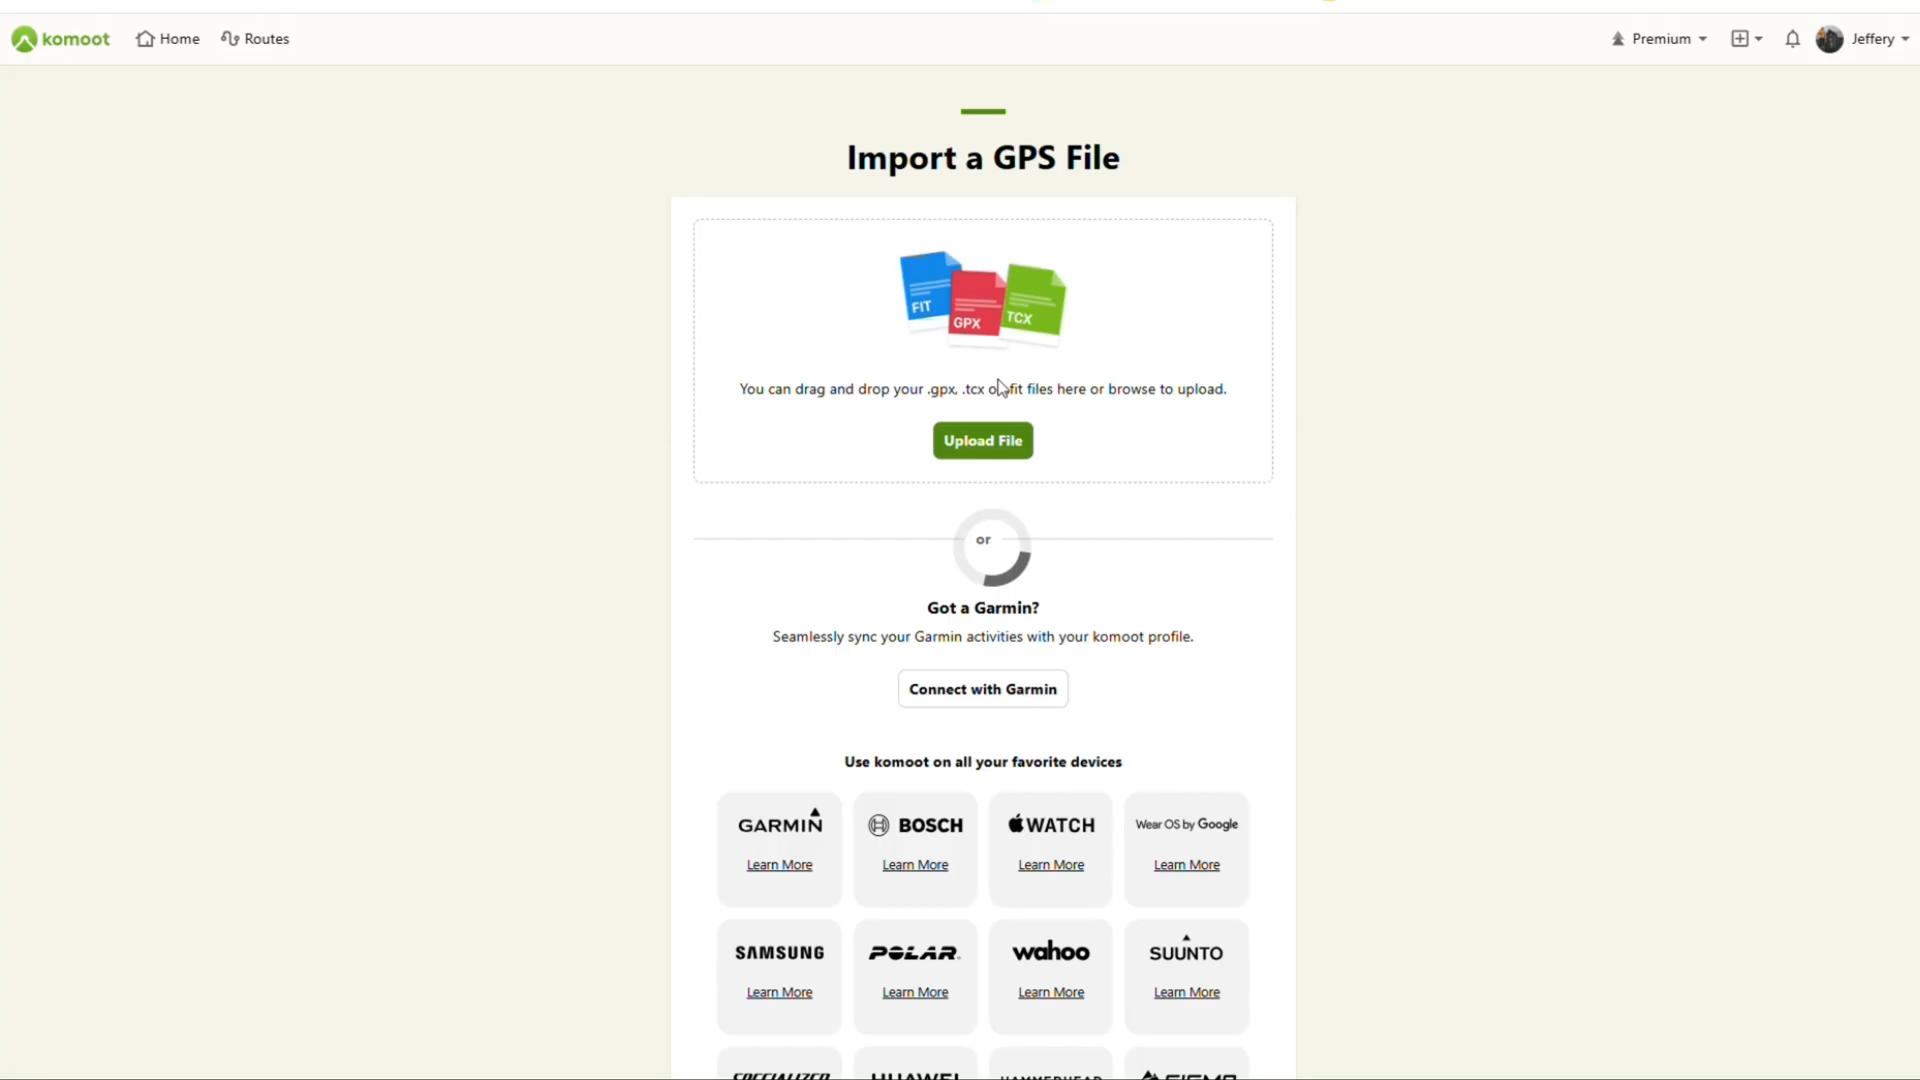 komoot
Home
Routes
Premium
Jeffery
Import a GPS File
FIT
GPX
TCX
You can drag and drop your .gpx, .tcx o fit files here or browse to upload.
Upload File
or
Got a Garmin?
Seamlessly sync your Garmin activities with your komoot profile.
Connect with Garmin
Use komoot on all your favorite devices
GARMIN
BOSCH
WATCH
Wear OS by Google
Learn More
Learn More
Learn More
Learn More
SAMSUNG
POLAR
wahoo
SUUNTO
Learn More
Learn More
Learn More
Learn More
SPECIALIZED
HUAWEI
HAMMERHEAD
SIGMA